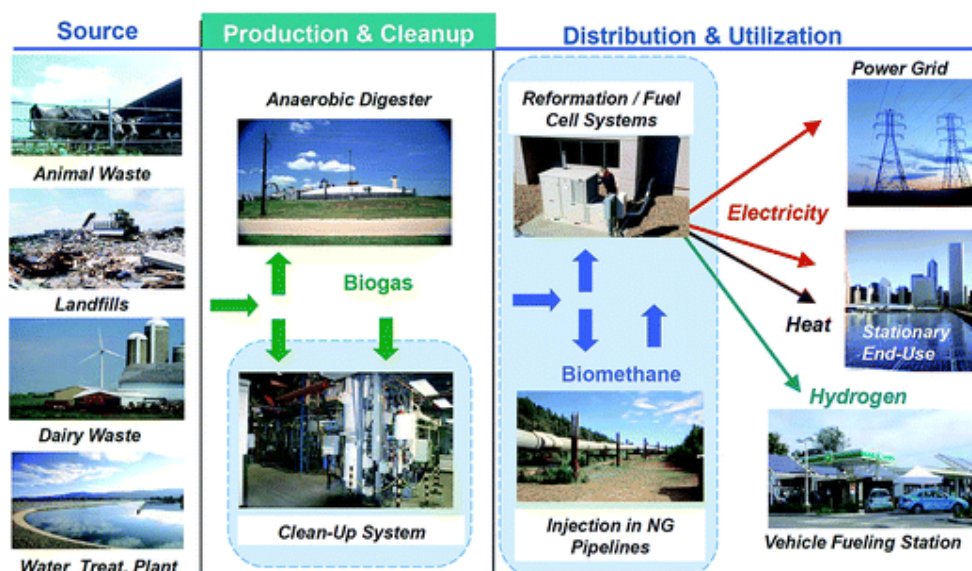 Source
Production & Cleanup
Distribution & Utilization
Animal Waste
Landfills
Dairy Waste
Water Treat. Plant
Anaerobic Digester
Biogas
Clean-Up System
Reformation / Fuel
Cell Systems
Biomethane
Injection in NG
Pipelines
Power Grid
Electricity
Heat
Stationary
End-Use
Hydrogen
Vehicle Fueling Station